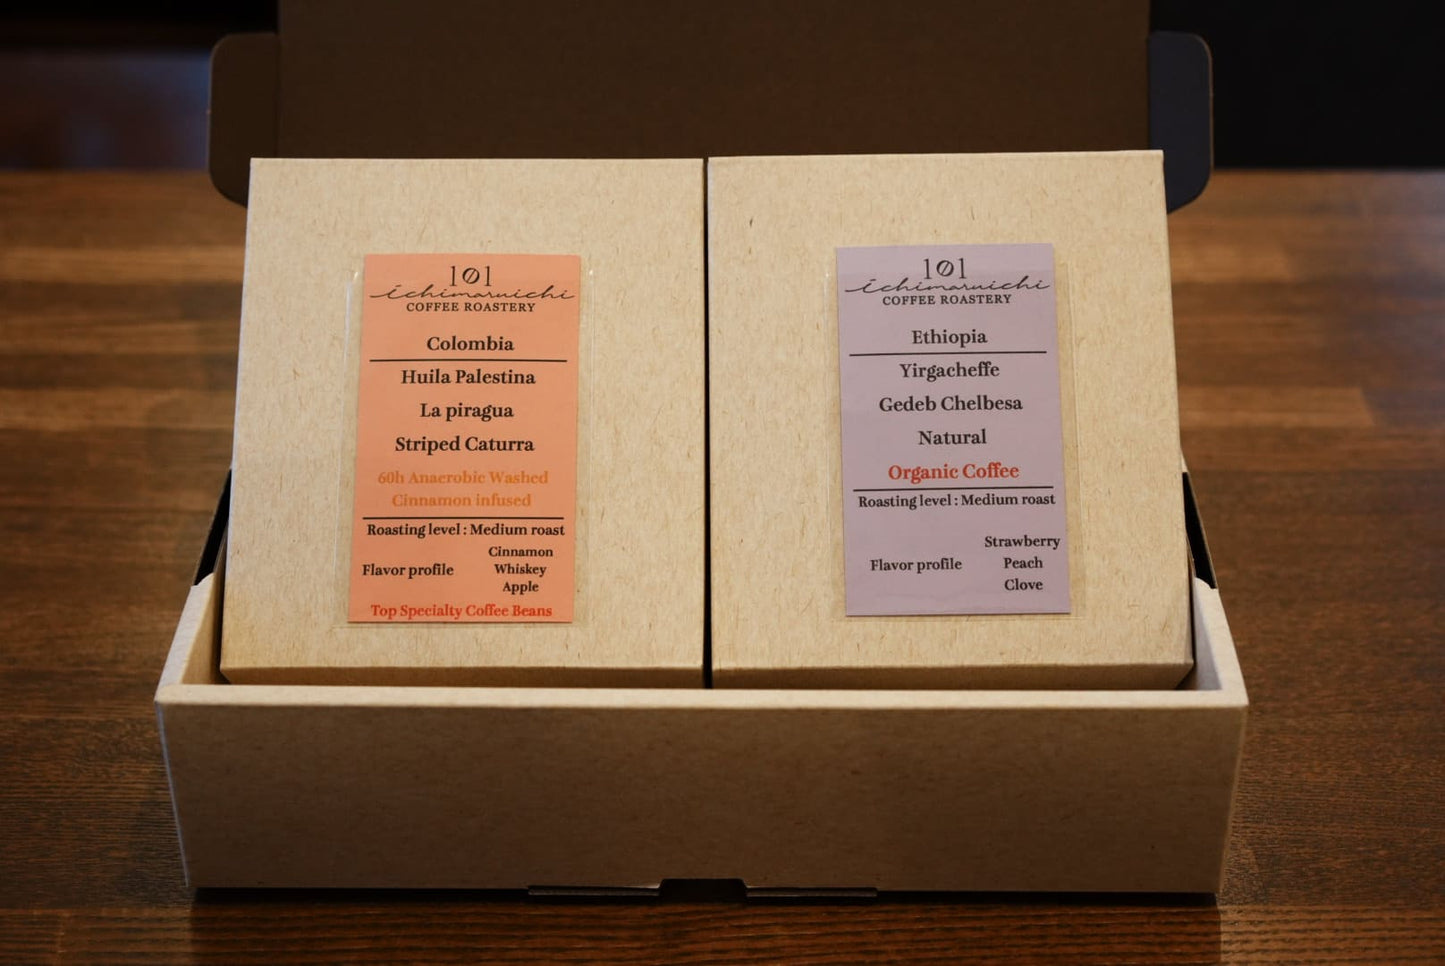 101
ichimaruichi
COFFEE ROASTERY
Colombia
Huila Palestina
La piragua
Striped Caturra
60h Anaerobic Washed
Cinnamon infused
Roasting level : Medium roast
Flavor profile
Cinnamon
Whiskey
Apple
Top Specialty Coffee Beans
101
ichimaruichi
COFFEE ROASTERY
Ethiopia
Yirgacheffe
Gedeb Chelbesa
Natural
Organic Coffee
Roasting level : Medium roast
Flavor profile
Strawberry
Peach
Clove